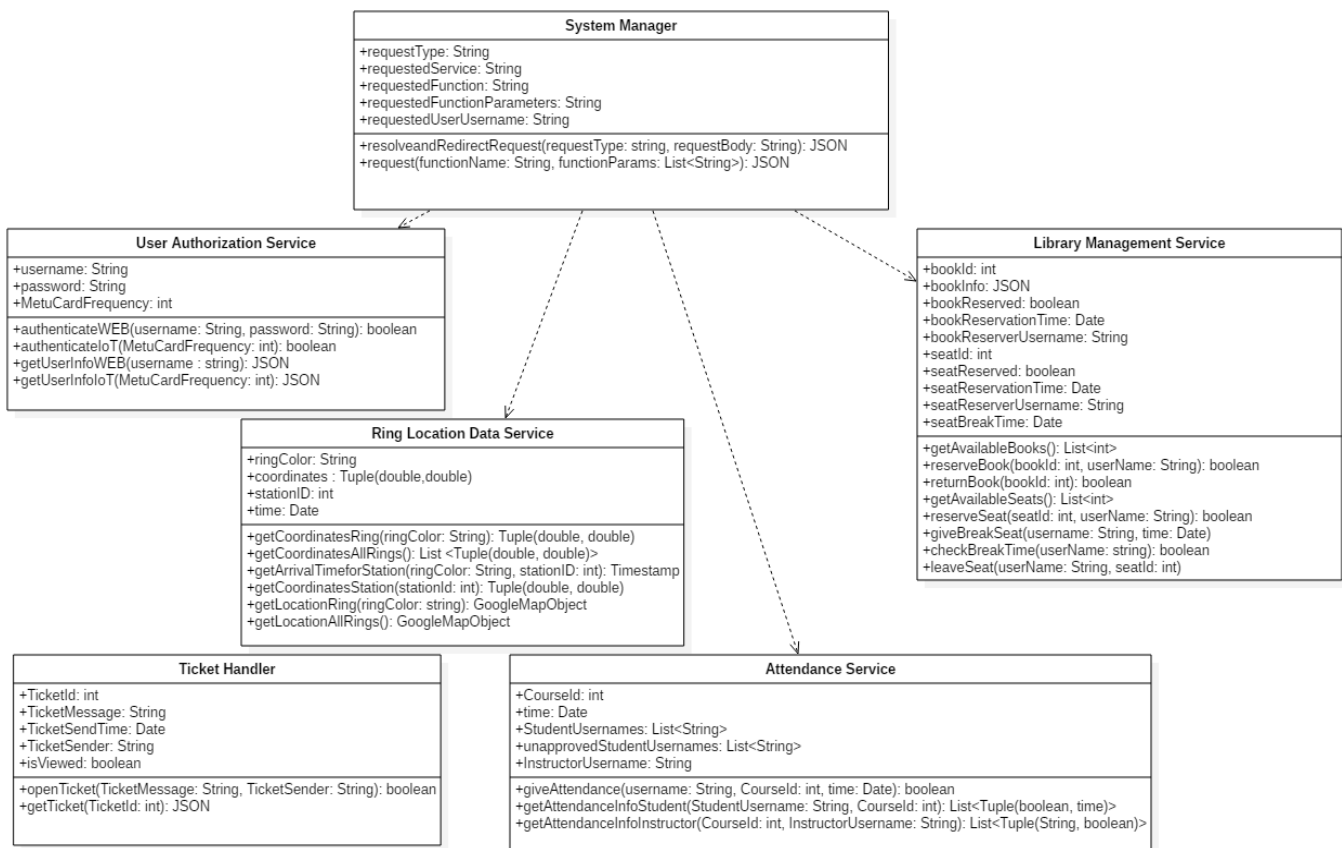 System Manager
+requestType: String
+requestedService: String
+requestedFunction: String
+requestedFunctionParameters: String
+requestedUserUsername: String
+resolveandRedirectRequest(requestType: string, requestBody: String): JSON
+request(functionName: String, functionParams: List<String>): JSON
User Authorization Service
+username: String
+password: String
+MetuCardFrequency: int
+authenticateWEB(username: String, password: String): boolean
+authenticateIoT(MetuCardFrequency: int): boolean
+getUserInfoWEB(username : string): JSON
+getUserInfoIoT(MetuCardFrequency: int): JSON
Library Management Service
+bookId: int
+bookInfo: JSON
+bookReserved: boolean
+bookReservationTime: Date
+bookReserverUsername: String
+seatId: int
+seatReserved: boolean
+seatReservationTime: Date
+seatReserverUsername: String
+seatBreakTime: Date
+getAvailableBooks(): List<int>
+reserveBook(bookId: int, userName: String): boolean
+returnBook(bookId: int): boolean
+getAvailableSeats(): List<int>
+reserveSeat(seatId: int, userName: String): boolean
+giveBreakSeat(username: String, time: Date)
+checkBreakTime(userName: string): boolean
+leaveSeat(userName: String, seatId: int)
Ring Location Data Service
+ringColor: String
+coordinates : Tuple(double,double)
+stationID: int
+time: Date
+getCoordinatesRing(ringColor: String): Tuple(double, double)
+getCoordinatesAllRings(): List <Tuple(double, double)>
+getArrivalTimeforStation(ringColor: String, stationID: int): Timestamp
+getCoordinatesStation(stationId: int): Tuple(double, double)
+getLocationRing(ringColor: string): GoogleMapObject
+getLocationAllRings(): GoogleMapObject
Ticket Handler
+TicketId: int
+TicketMessage: String
+TicketSendTime: Date
+TicketSender: String
+isViewed: boolean
+openTicket(TicketMessage: String, TicketSender: String): boolean
+getTicket(TicketId: int): JSON
Attendance Service
+CourseId: int
+time: Date
+StudentUsernames: List<String>
+unapprovedStudentUsernames: List<String>
+InstructorUsername: String
+giveAttendance(username: String, CourseId: int, time: Date): boolean
+getAttendanceInfoStudent(StudentUsername: String, CourseId: int): List<Tuple(boolean, time)>
+getAttendanceInfoInstructor(CourseId: int, InstructorUsername: String): List<Tuple(String, boolean)>